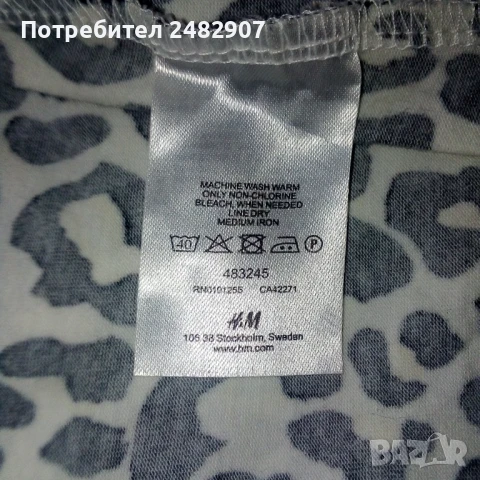 Потребител 2482907
MACHINE WASH WARM
ONLY NON-CHLORINE
BLEACH, WHEN NEEDED
LINE DRY
MEDIUM IRON
40 P
483245
RN0101255 CA42271
H&M
106 38 Stockholm, Sweden
www.hm.com
BAZAR